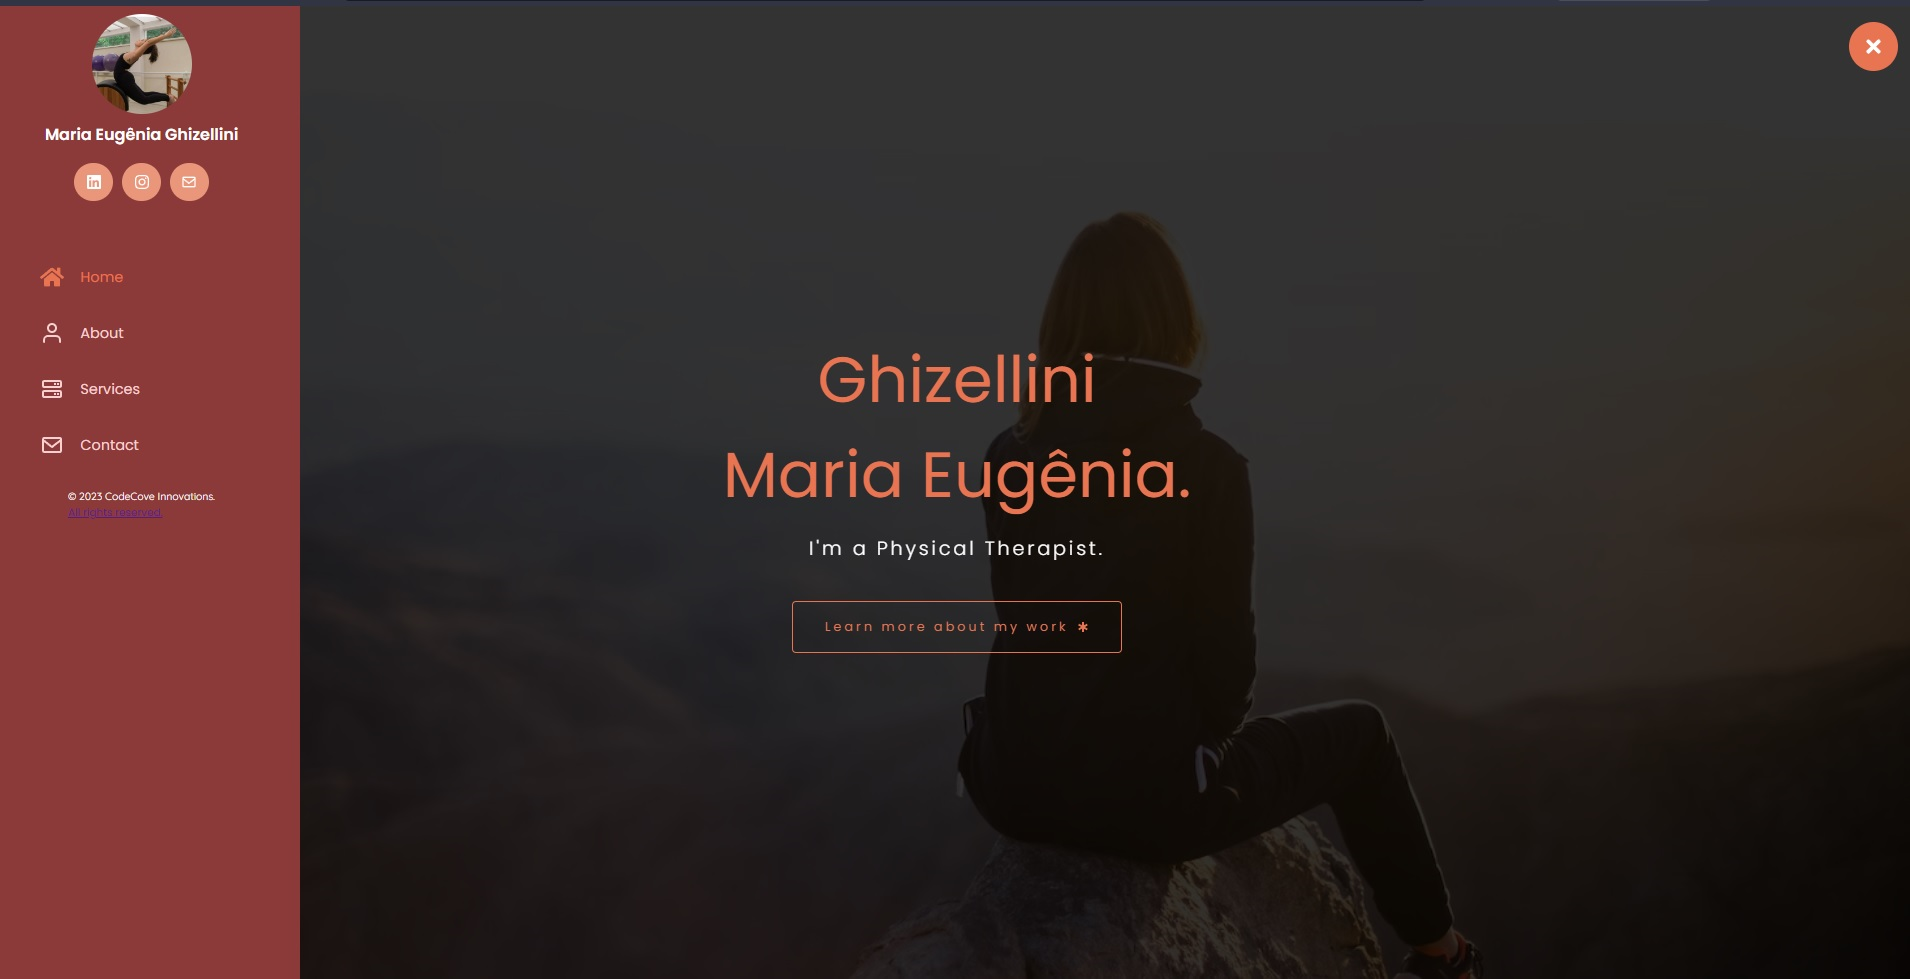 Maria Eugênia Ghizellini
Home
About
Services
Contact
© 2023 CodeCove Innovations.
All rights reserved.
Ghizellini
Maria Eugênia.
I'm a Physical Therapist.
Learn more about my work